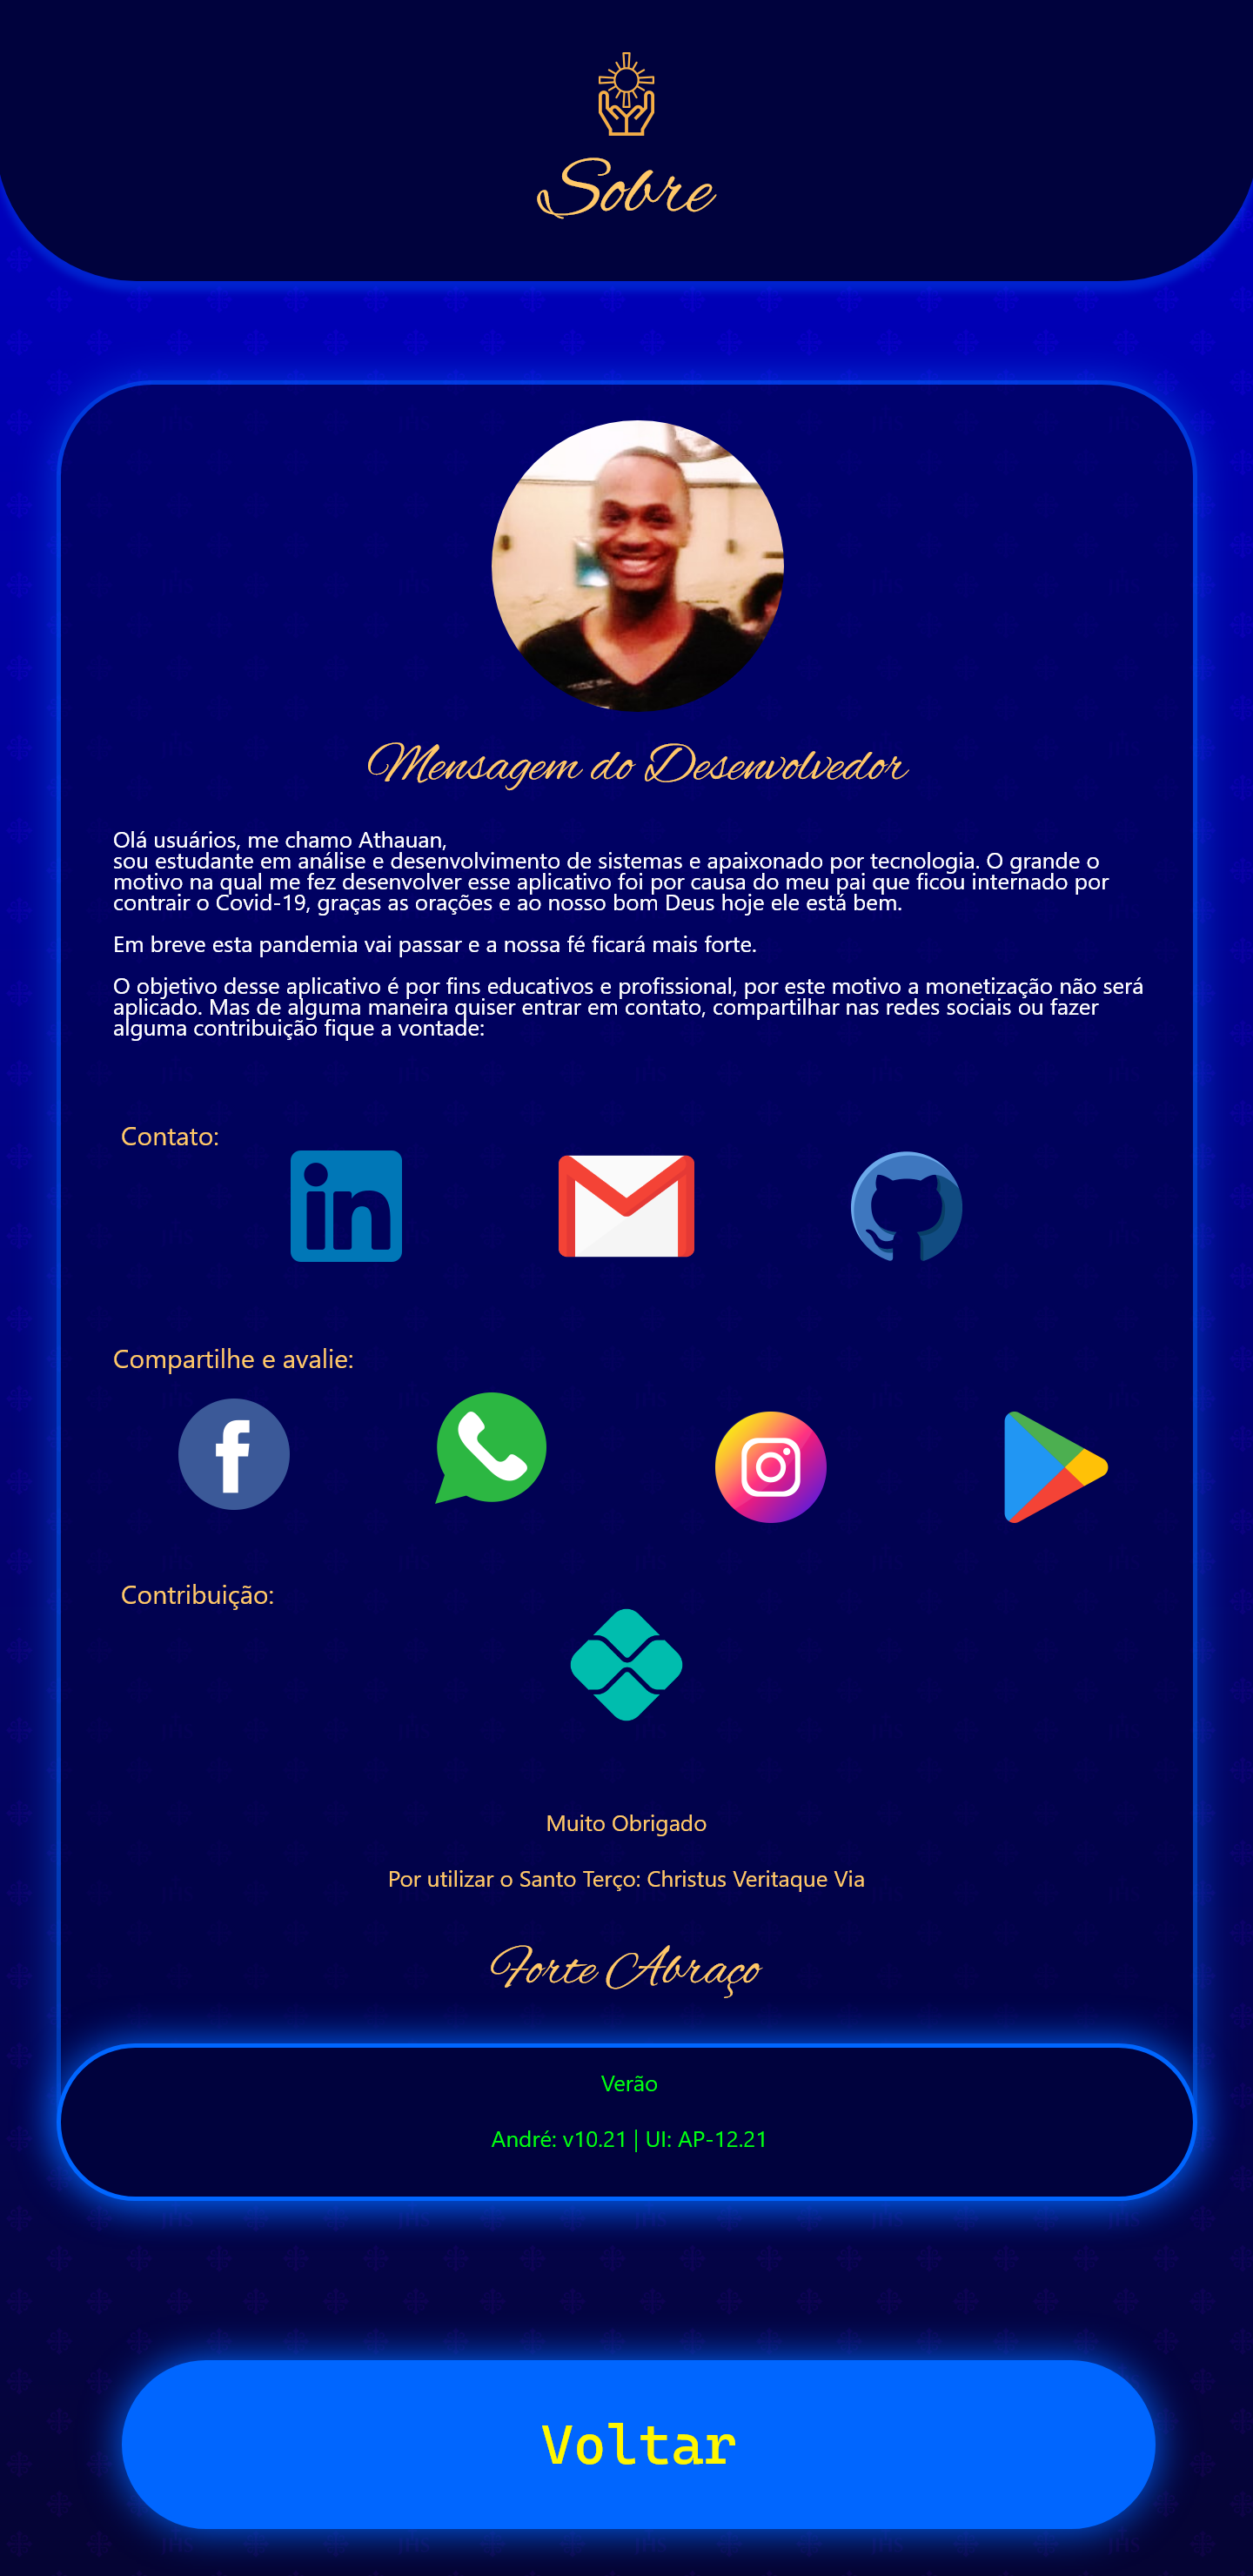 Sobre
Mensagem do Desenvolvedor
Olá usuários, me chamo Athauan,
sou estudante em análise e desenvolvimento de sistemas e apaixonado por tecnologia. O grande o
motivo na qual me fez desenvolver esse aplicativo foi por causa do meu pai que ficou internado por
contrair o Covid-19, graças as orações e ao nosso bom Deus hoje ele está bem.
Em breve esta pandemia vai passar e a nossa fé ficará mais forte.
O objetivo desse aplicativo é por fins educativos e profissional, por este motivo a monetização não será
aplicado. Mas de alguma maneira quiser entrar em contato, compartilhar nas redes sociais ou fazer
alguma contribuição fique a vontade:
Contato:
in
Compartilhe e avalie:
f
Contribuição:
Muito Obrigado
Por utilizar o Santo Terço: Christus Veritaque Via
Forte Abraço
Verão
André: v10.21 | UI: AP-12.21
Voltar